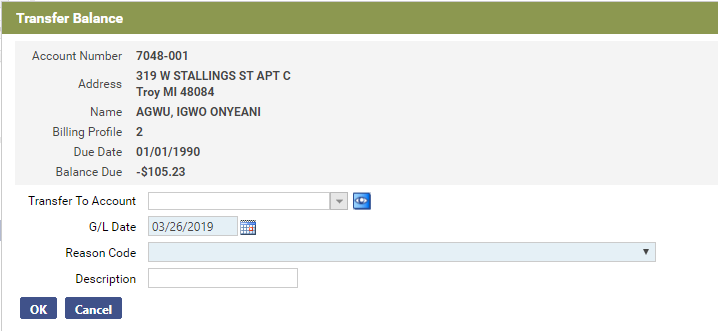 Transfer Balance
Account Number 7048-001
Address 319 W STALLINGS ST APT C
Troy MI 48084
Name AGWU, IGWO ONYEANI
Billing Profile 2
Due Date 01/01/1990
Balance Due -$105.23
Transfer To Account
G/L Date 03/26/2019
Reason Code
Description
OK Cancel